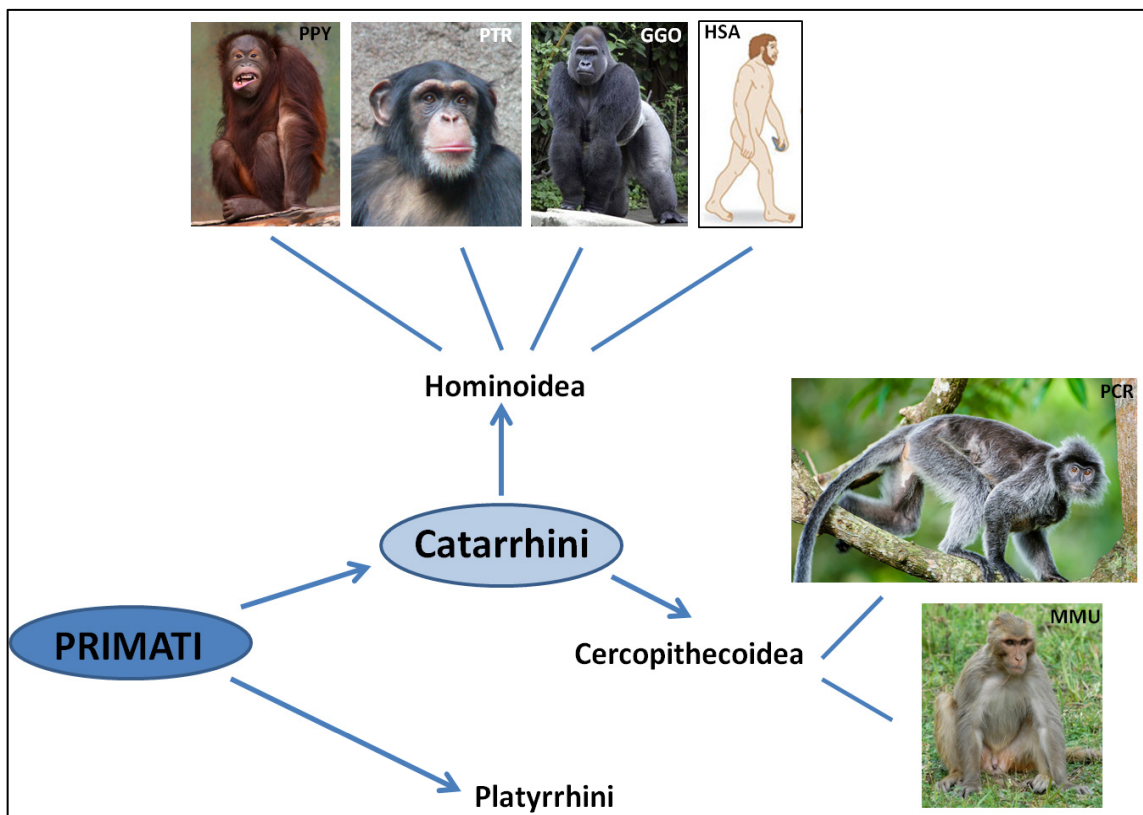 PPY
PTR
GGO
HSA
Hominoidea
PCR
Catarrhini
MMU
PRIMATI
Cercopithecoidea
Platyrrhini